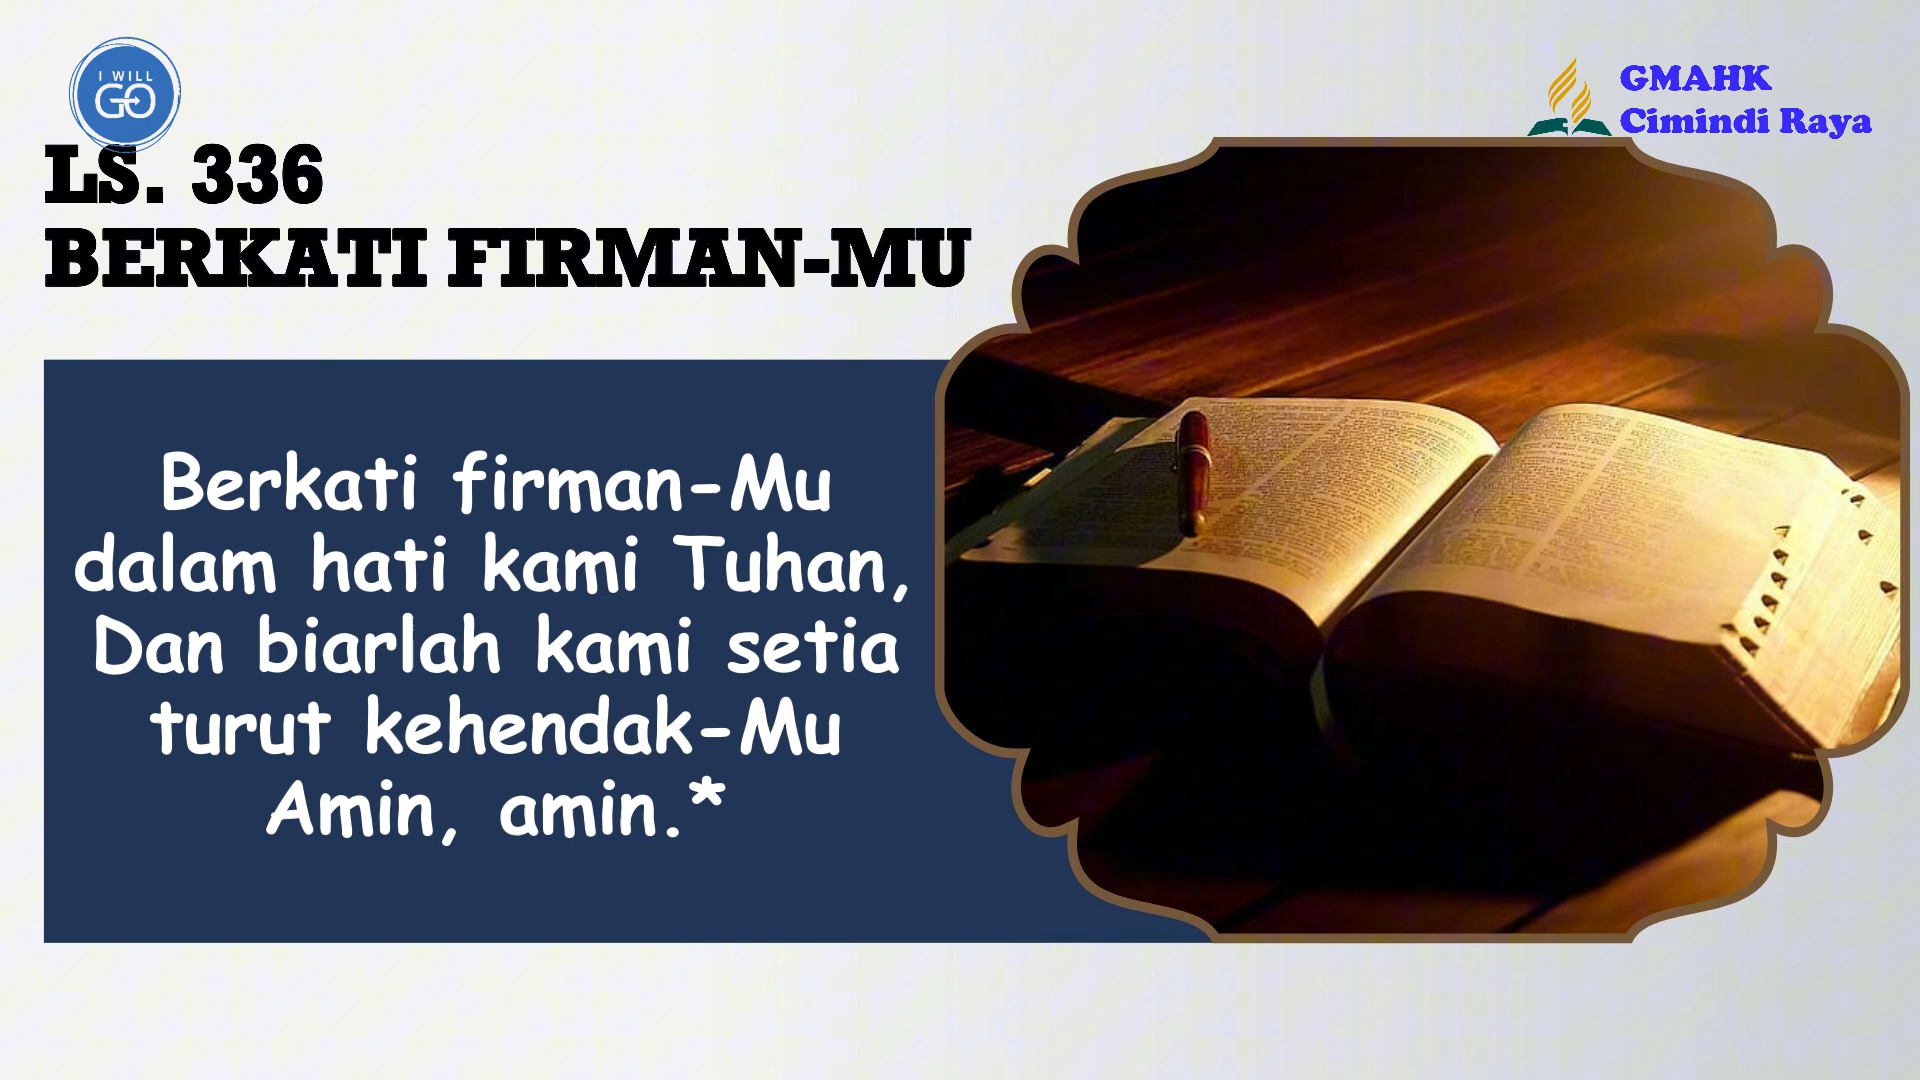 I WILL
GO
GMAHK
Cimindi Raya
LS. 336
BERKATI FIRMAN-MU
Berkati firman-Mu
dalam hati kami Tuhan,
Dan biarlah kami setia
turut kehendak-Mu
Amin, amin.*